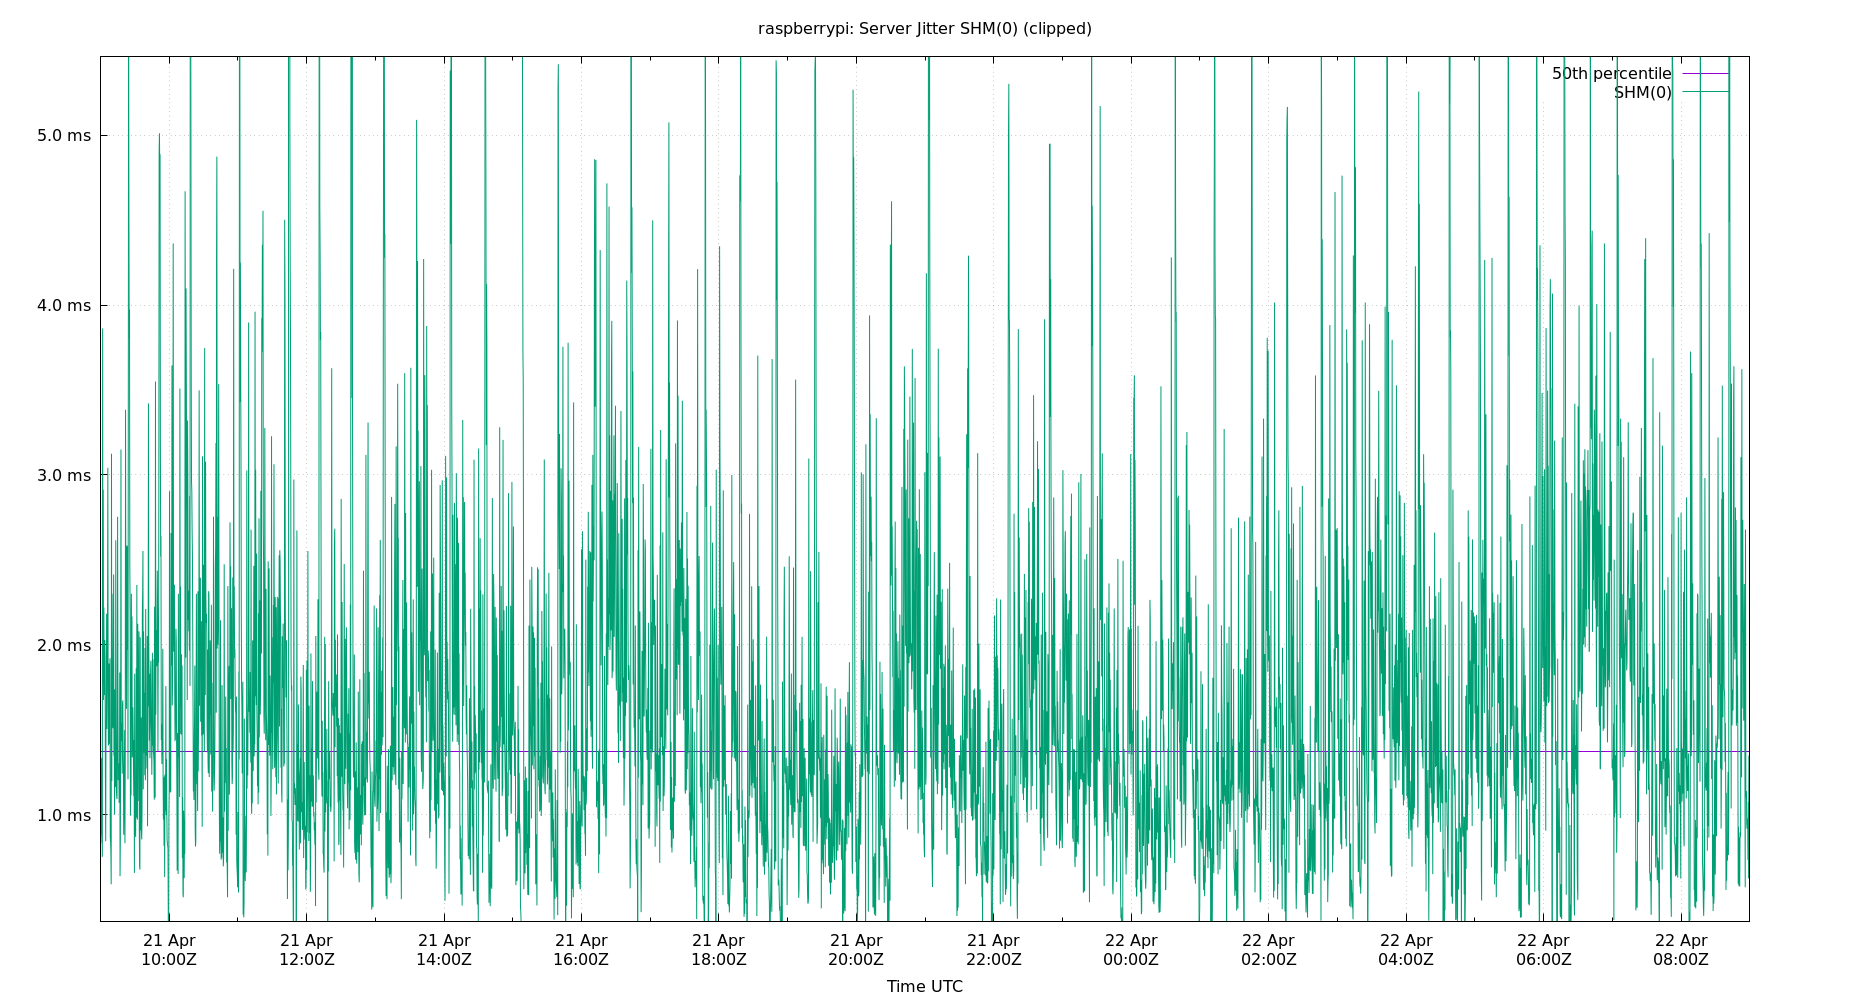 raspberrypi: Server Jitter SHM(0) (clipped)
50th percentile
SHM(0)
5.0 ms
4.0 ms
3.0 ms
2.0 ms
1.0 ms
21 Apr 21 Apr 21 Apr 21 Apr 21 Apr 21 Apr 21 Apr 22 Apr 22 Apr 22 Apr 22 Apr 22 Apr
10:00Z 12:00Z 14:00Z 16:00Z 18:00Z 20:00Z 22:00Z 00:00Z 02:00Z 04:00Z 06:00Z 08:00Z
Time UTC